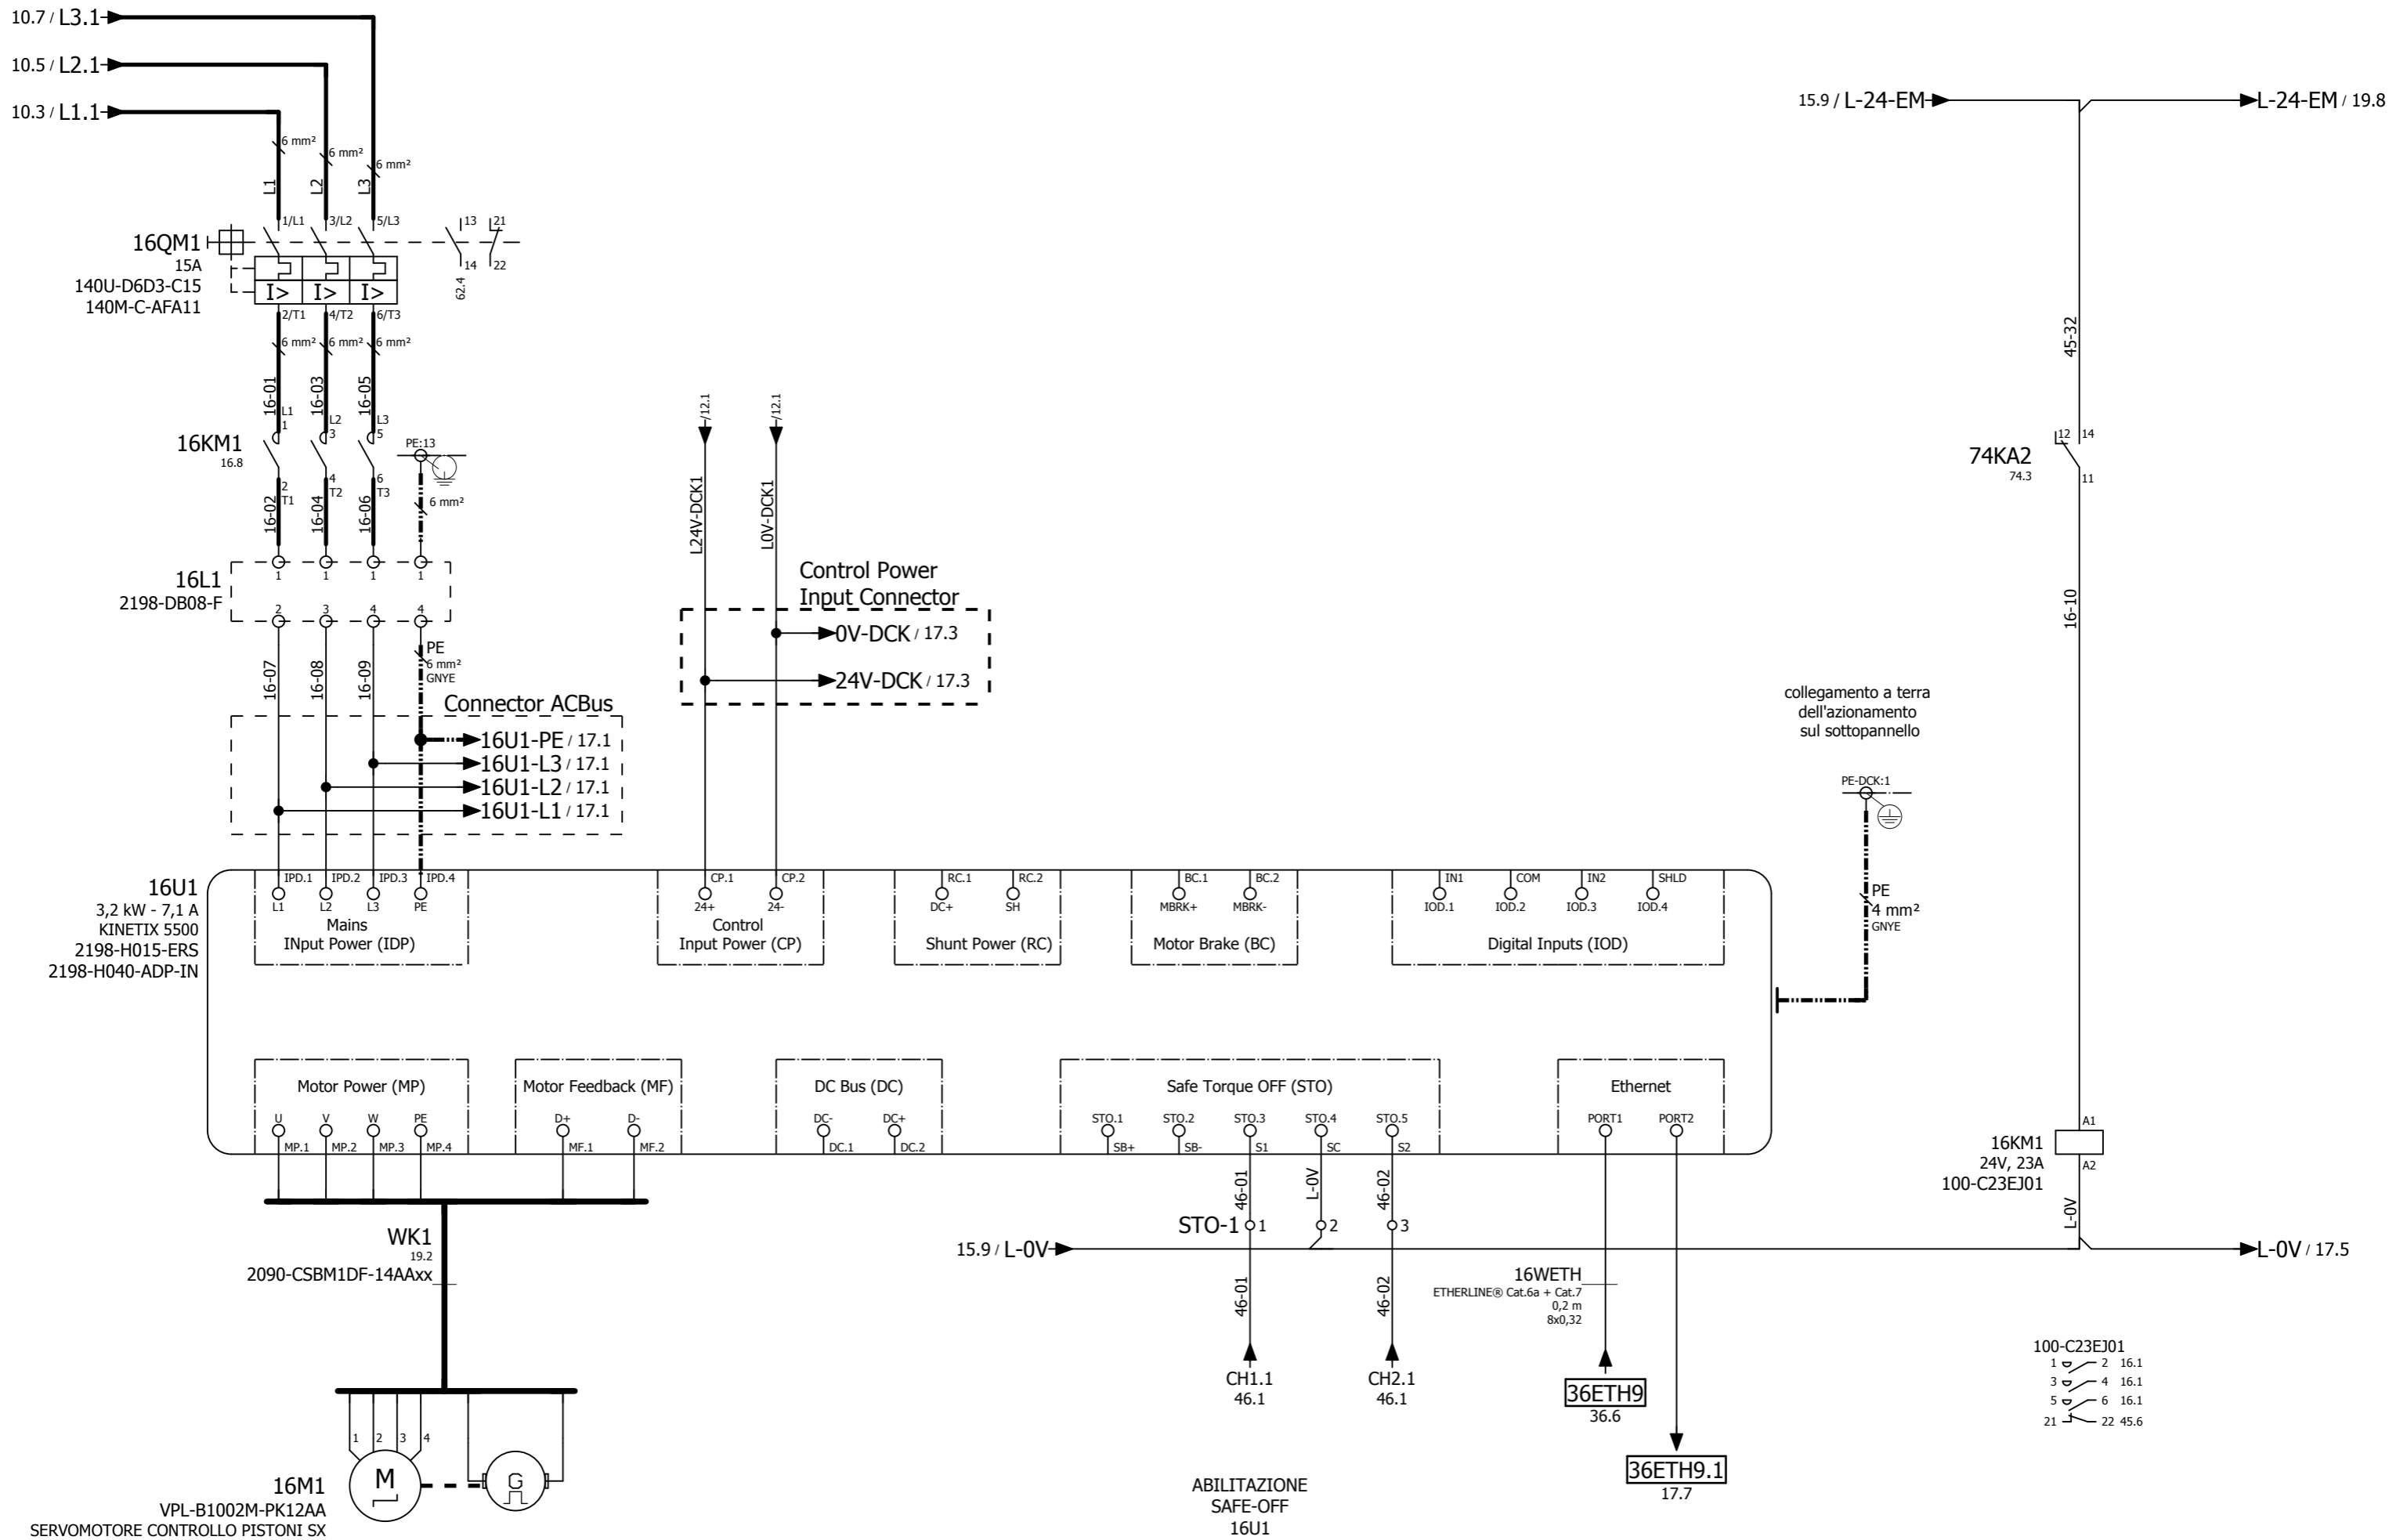 10.7 / L3.1
10.5 / L2.1
10.3 / L1.1
15.9 / L-24-EM
L-24-EM / 19.8
6 mm²
6 mm²
6 mm²
L1
L2
L3
1/L1
3/L2
5/L3
13
21
16QM1
15A
140U-D6D3-C15
140M-C-AFA11
I>
I>
I>
14
22
62.4
2/T1
4/T2
6/T3
6 mm²
6 mm²
6 mm²
45-32
16-01
16-03
16-05
/12.1
/12.1
L1
L2
L3
1
3
5
16KM1
16.8
PE:13
12
14
74KA2
74.3
11
2
4
6
T1
T2
T3
16-02
16-04
16-06
6 mm²
L24V-DCK1
L0V-DCK1
16L1
2198-DB08-F
1
1
1
1
2
3
4
4
Control Power
Input Connector
0V-DCK / 17.3
24V-DCK / 17.3
16-10
16-07
16-08
16-09
PE
6 mm²
GNYE
Connector ACBus
16U1-PE / 17.1
16U1-L3 / 17.1
16U1-L2 / 17.1
16U1-L1 / 17.1
collegamento a terra
dell'azionamento
sul sottopannello
PE-DCK:1
PE
4 mm²
GNYE
16U1
3,2 kW - 7,1 A
KINETIX 5500
2198-H015-ERS
2198-H040-ADP-IN
IPD.1
IPD.2
IPD.3
IPD.4
L1
L2
L3
PE
Mains
INput Power (IDP)
CP.1
CP.2
24+
24-
Control
Input Power (CP)
RC.1
RC.2
DC+
SH
Shunt Power (RC)
BC.1
BC.2
MBRK+
MBRK-
Motor Brake (BC)
IN1
COM
IN2
SHLD
IOD.1
IOD.2
IOD.3
IOD.4
Digital Inputs (IOD)
Motor Power (MP)
U
V
W
PE
MP.1
MP.2
MP.3
MP.4
Motor Feedback (MF)
D+
D-
MF.1
MF.2
DC Bus (DC)
DC-
DC+
DC.1
DC.2
Safe Torque OFF (STO)
STO.1
STO.2
STO.3
STO.4
STO.5
SB+
SB-
S1
SC
S2
Ethernet
PORT1
PORT2
A1
16KM1
24V, 23A
100-C23EJ01
A2
L-0V
46-01
L-0V
46-02
STO-1
1
2
3
15.9 / L-0V
L-0V / 17.5
WK1
19.2
2090-CSBM1DF-14AAxx
46-01
46-02
16WETH
ETHERLINE® Cat.6a + Cat.7
0,2 m
8x0,32
CH1.1
46.1
CH2.1
46.1
36ETH9
36.6
36ETH9.1
17.7
100-C23EJ01
1 2 16.1
3 4 16.1
5 6 16.1
21 22 45.6
1
2
3
4
M
G
16M1
VPL-B1002M-PK12AA
SERVOMOTORE CONTROLLO PISTONI SX
ABILITAZIONE
SAFE-OFF
16U1